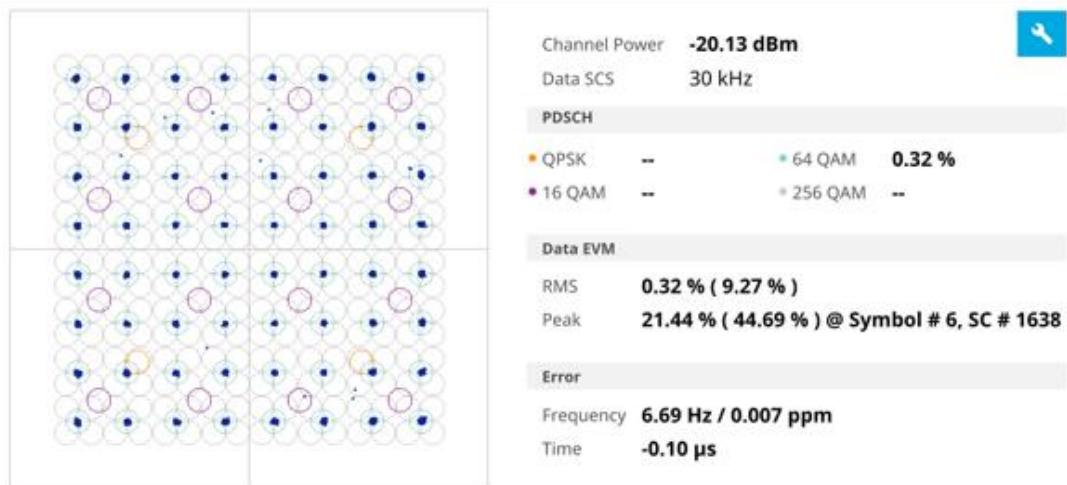 Channel Power -20.13 dBm
Data SCS 30 kHz
PDSCH
QPSK -- 64 QAM 0.32 %
16 QAM -- 256 QAM --
Data EVM
RMS 0.32 % ( 9.27 % )
Peak 21.44 % ( 44.69 % ) @ Symbol # 6, SC # 1638
Error
Frequency 6.69 Hz / 0.007 ppm
Time -0.10 µs